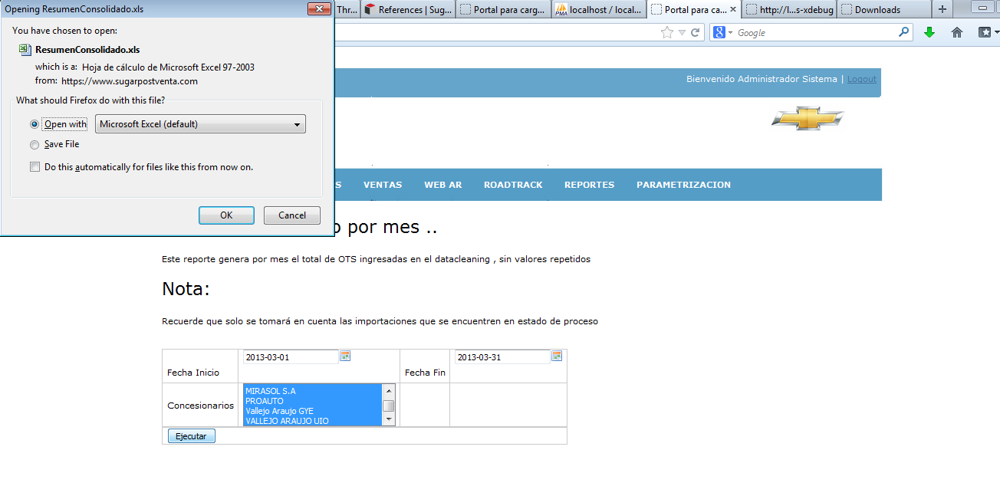 Opening ResumenConsolidado.xls
You have chosen to open:
ResumenConsolidado.xls
which is a: Hoja de cálculo de Microsoft Excel 97-2003
from: https://www.sugarpostventa.com
What should Firefox do with this file?
Open with
Microsoft Excel (default)
Save File
Do this automatically for files like this from now on.
OK
Cancel
Thr...
References | Sug...
Portal para carg...
PMA
localhost / local...
Portal para ca...
http://l...s-xdebug
Downloads
Google
Bienvenido Administrador Sistema | Logout
S VENTAS WEB AR ROADTRACK REPORTES PARAMETRIZACION
o por mes ..
Este reporte genera por mes el total de OTS ingresadas en el datacleaning , sin valores repetidos
Nota:
Recuerde que solo se tomará en cuenta las importaciones que se encuentren en estado de proceso
Fecha Inicio
2013-03-01
Fecha Fin
2013-03-31
Concesionarios
MIRASOL S.A
PROAUTO
Vallejo Araujo GYE
VALLEJO ARAUJO UIO
Ejecutar